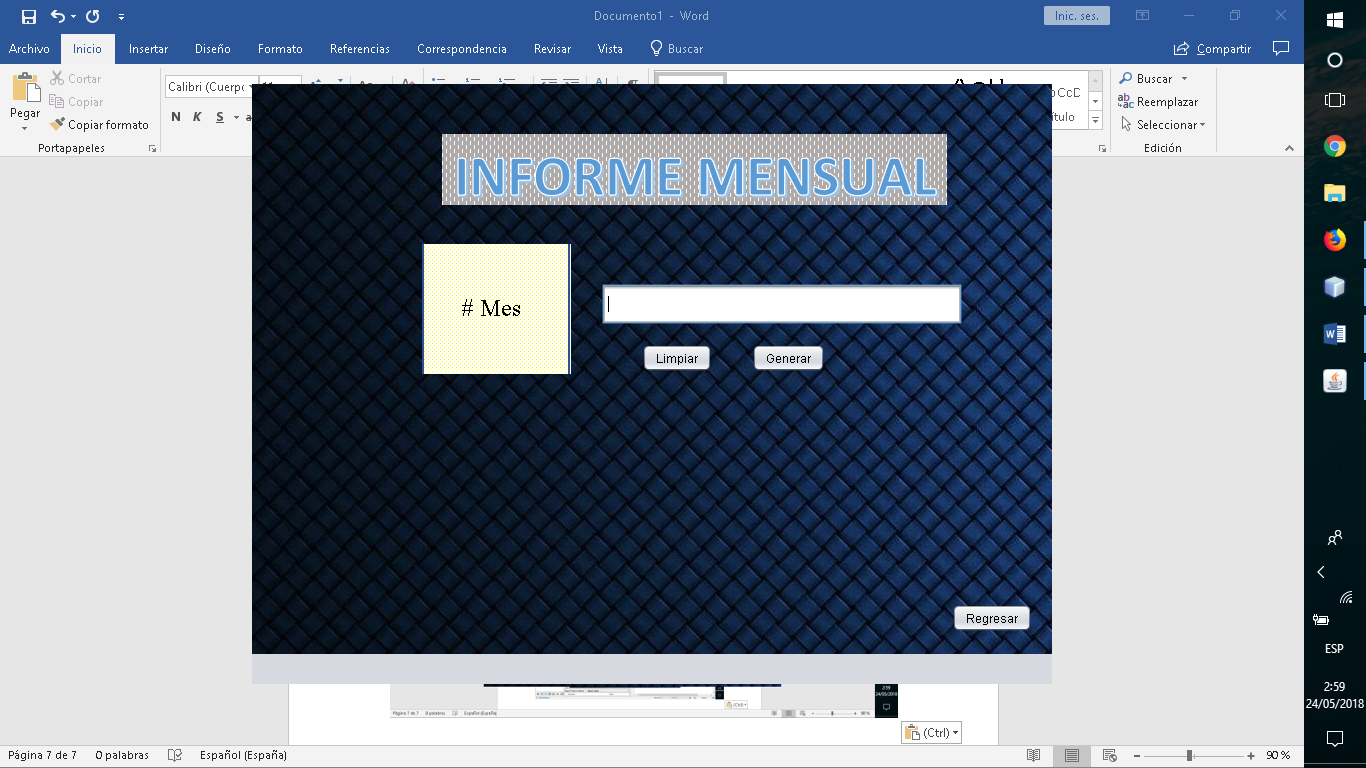 Documento1 - Word
Inic. ses.
Archivo Inicio Insertar Diseño Formato Referencias Correspondencia Revisar Vista Buscar Compartir
Pegar
Cortar
Copiar
Copiar formato
Portapapeles
Calibri (Cuerpo
N K S
Buscar
Reemplazar
Seleccionar
Edición
INFORME MENSUAL
# Mes
Limpiar Generar
Regresar
(Ctrl)
Página 7 de 7 0 palabras Español (España) 90 %
ESP
2:59
24/05/2018